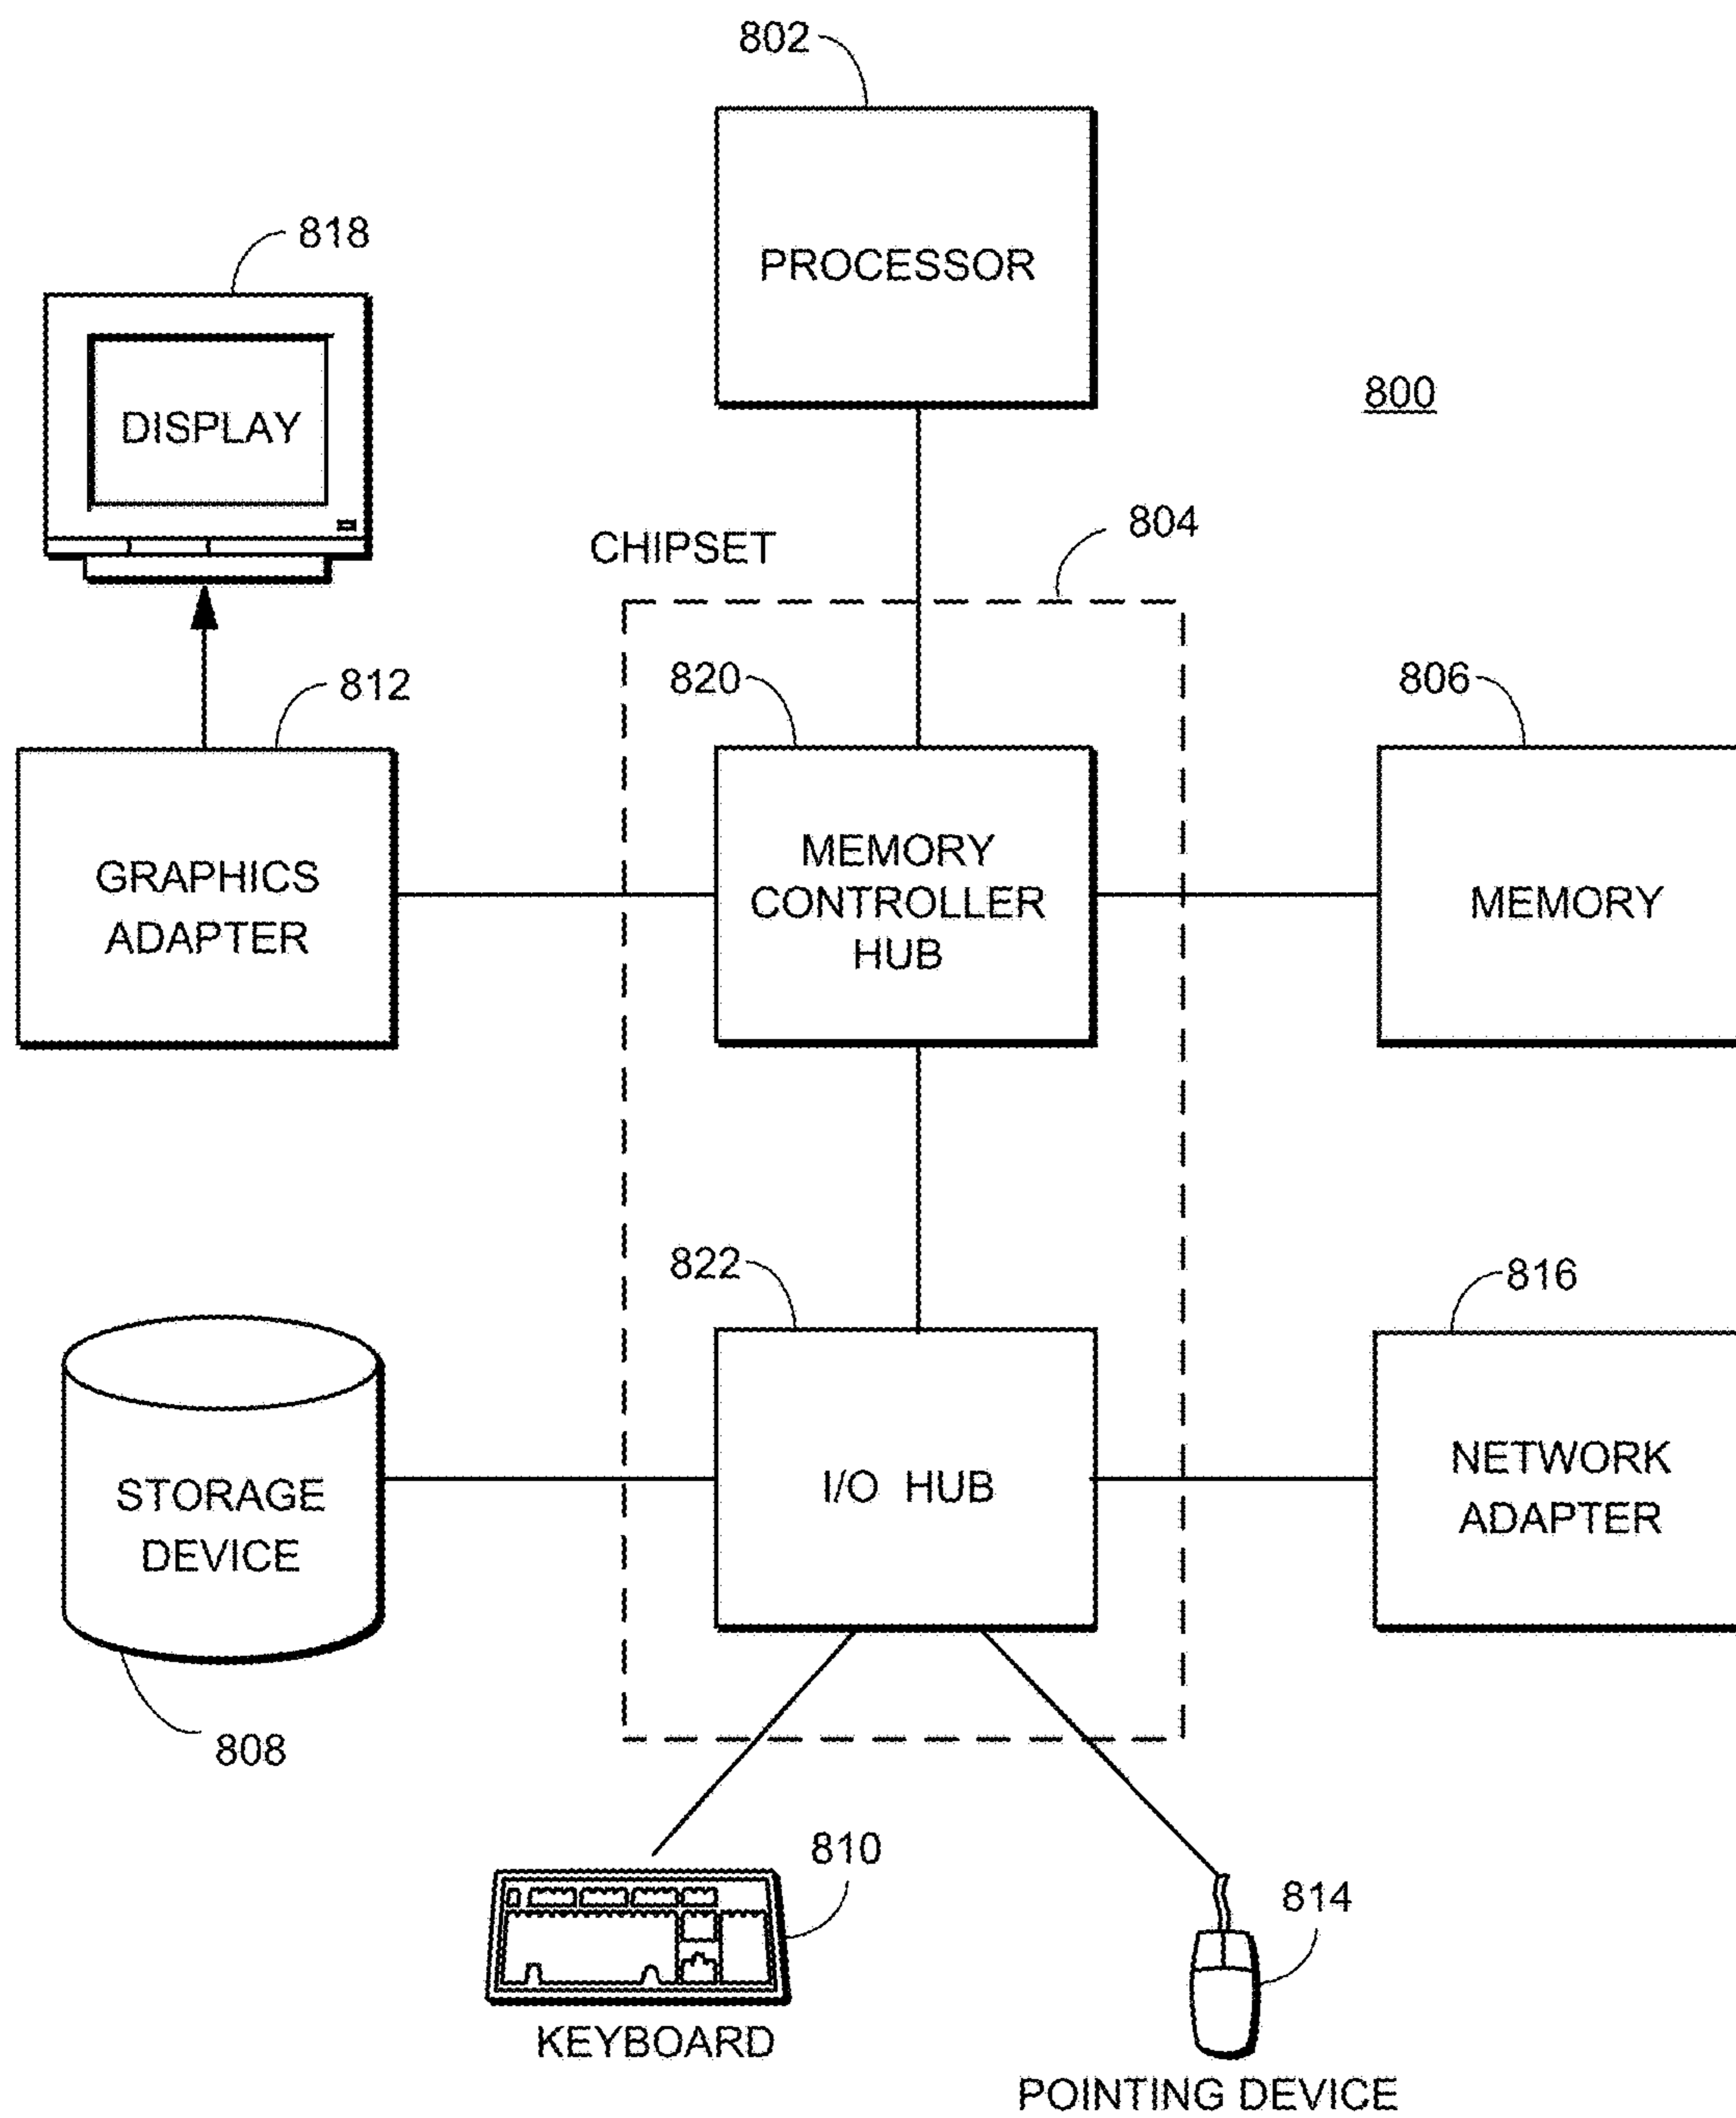 802
PROCESSOR
818
DISPLAY
800
CHIPSET
804
812
GRAPHICS
ADAPTER
820
MEMORY
CONTROLLER
HUB
806
MEMORY
822
I/O HUB
816
NETWORK
ADAPTER
STORAGE
DEVICE
808
810
KEYBOARD
814
POINTING DEVICE